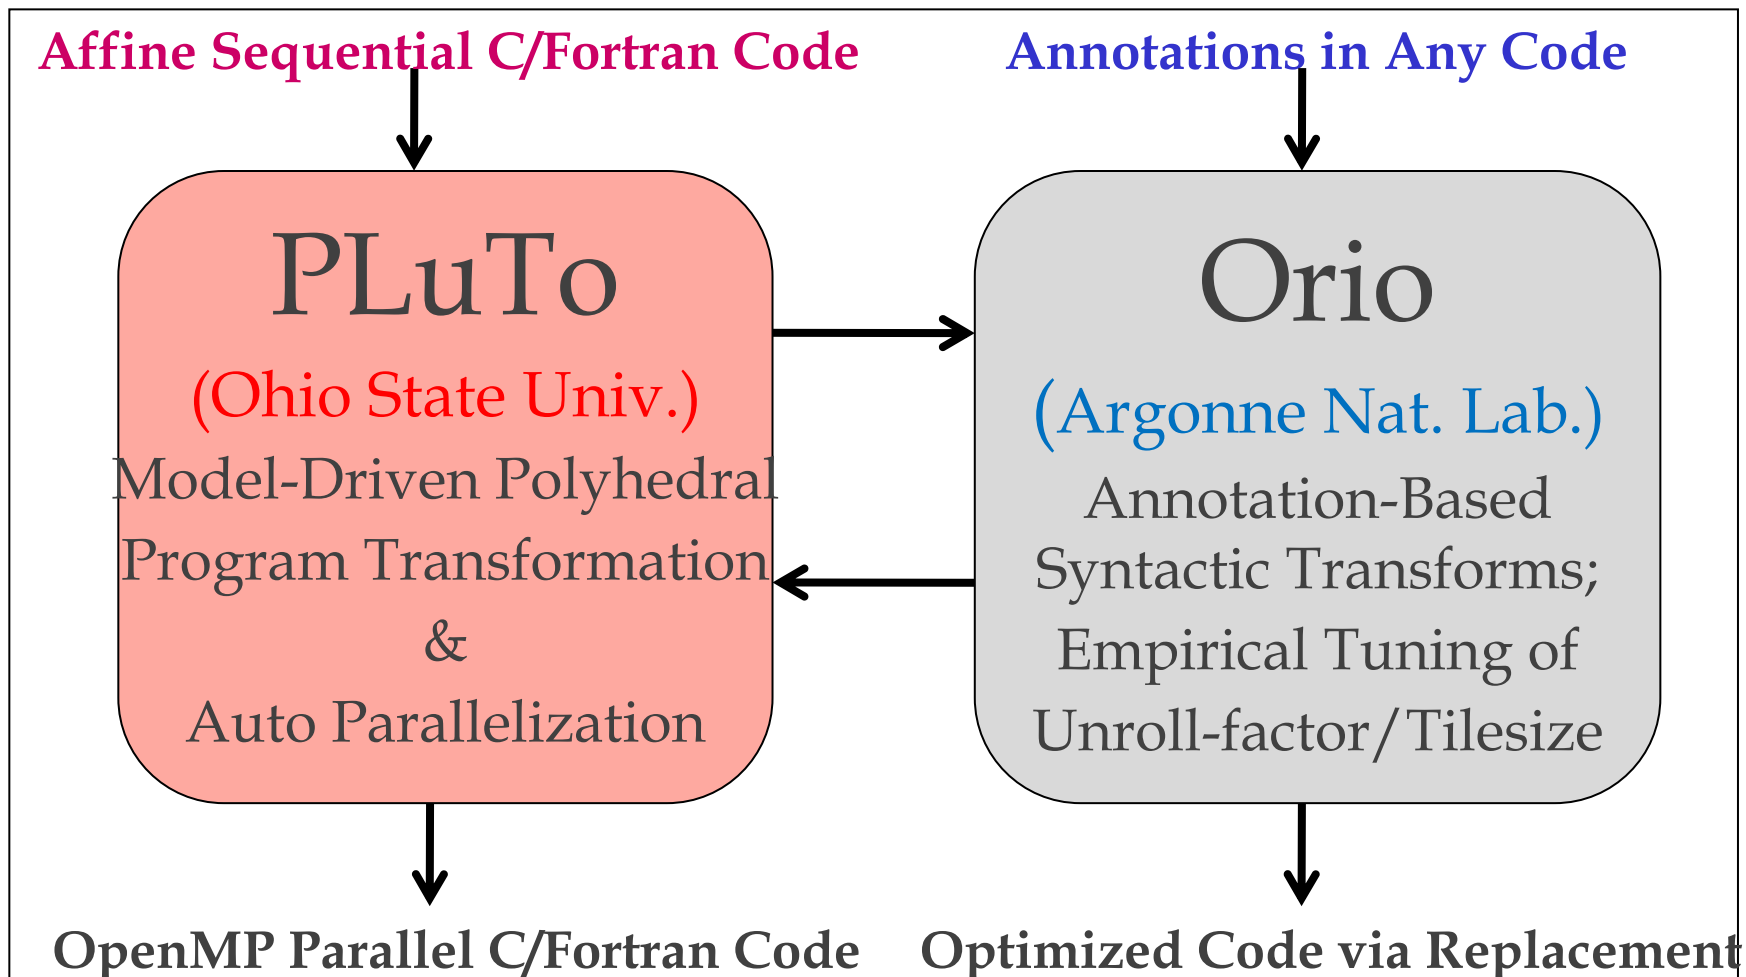 Affine Sequential C/Fortran Code
Annotations in Any Code
PLuTo
(Ohio State Univ.)
Model-Driven Polyhedral
Program Transformation
&
Auto Parallelization
Orio
(Argonne Nat. Lab.)
Annotation-Based
Syntactic Transforms;
Empirical Tuning of
Unroll-factor/Tilesize
OpenMP Parallel C/Fortran Code
Optimized Code via Replacement